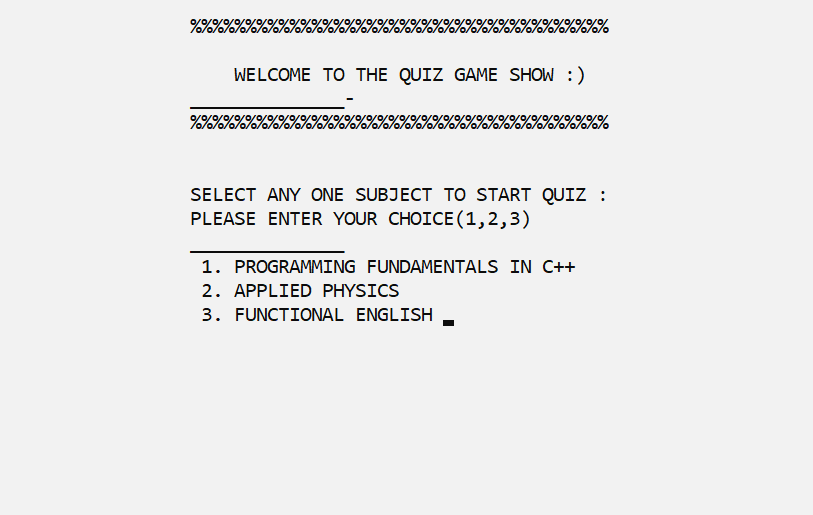 %%%%%%%%%%%%%%%%%%%%%%%%%%%%%%%%%%%%%%
WELCOME TO THE QUIZ GAME SHOW :)
______________-
%%%%%%%%%%%%%%%%%%%%%%%%%%%%%%%%%%%%%%
SELECT ANY ONE SUBJECT TO START QUIZ :
PLEASE ENTER YOUR CHOICE(1,2,3)
______________
1. PROGRAMMING FUNDAMENTALS IN C++
2. APPLIED PHYSICS
3. FUNCTIONAL ENGLISH